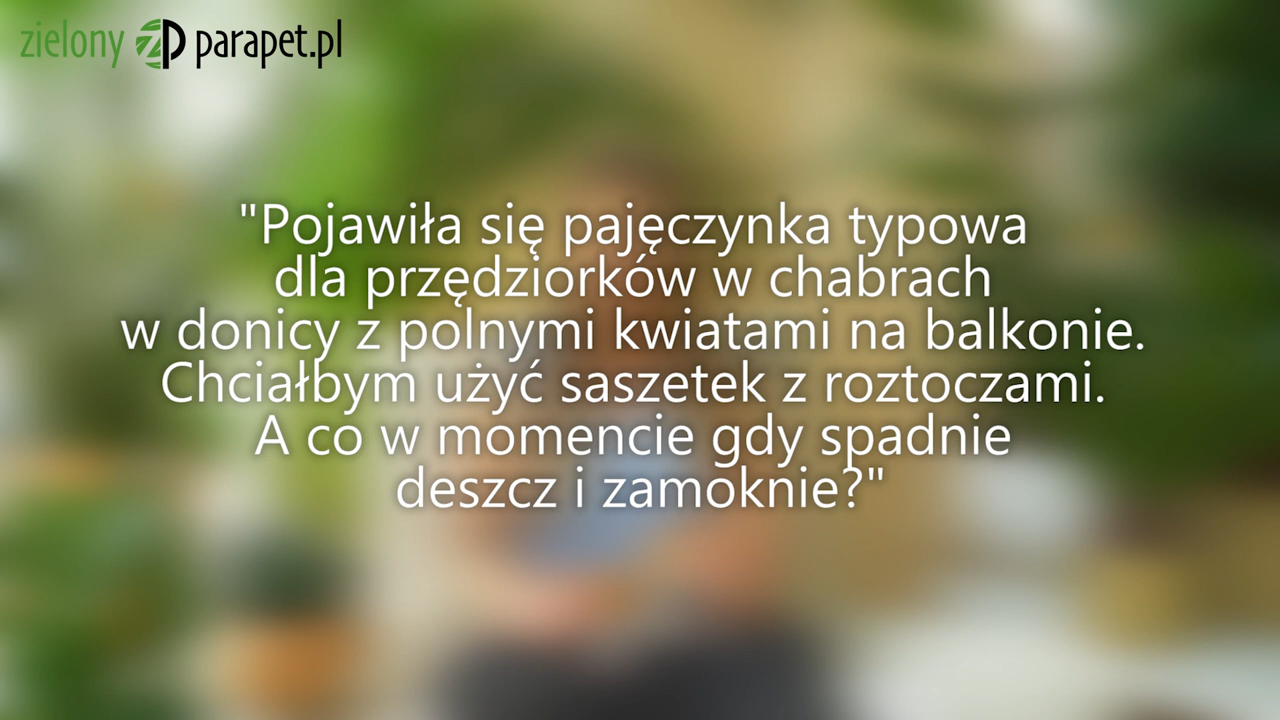 zielony zp parapet.pl
"Pojawiła się pajęczynka typowa
dla przędziorków w chabrach
w donicy z polnymi kwiatami na balkonie.
Chciałbym użyć saszetek z roztoczami.
A co w momencie gdy spadnie
deszcz i zamoknie?"